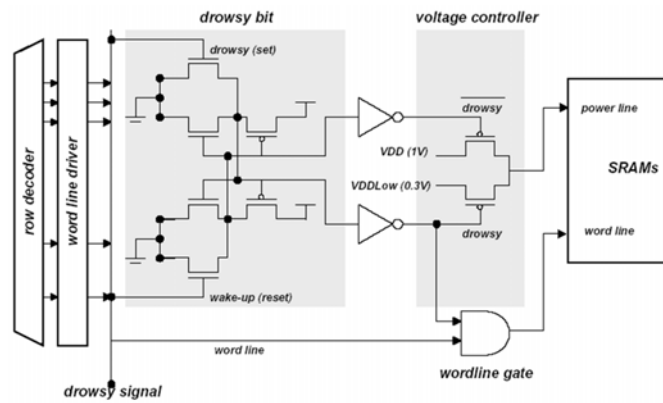 drowsy bit
voltage controller
row decoder
word line driver
drowsy (set)
drowsy
VDD (1V)
VDDLow (0.3V)
drowsy
power line
SRAMs
word line
wake-up (reset)
word line
wordline gate
drowsy signal